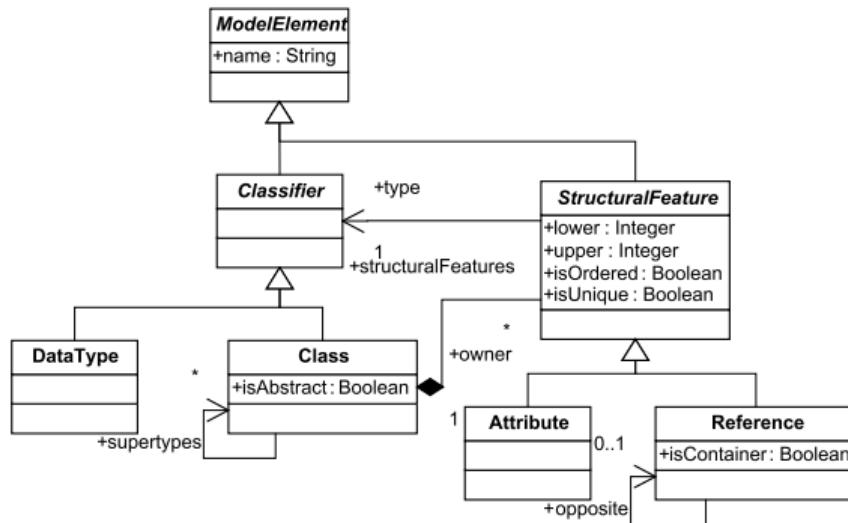 ModelElement
+name : String
Classifier
+type
StructuralFeature
+lower : Integer
+upper : Integer
+isOrdered : Boolean
+isUnique : Boolean
1
+structuralFeatures
DataType
Class
+isAbstract : Boolean
*
+supertypes
*
+owner
1
Attribute
0..1
Reference
+isContainer : Boolean
+opposite